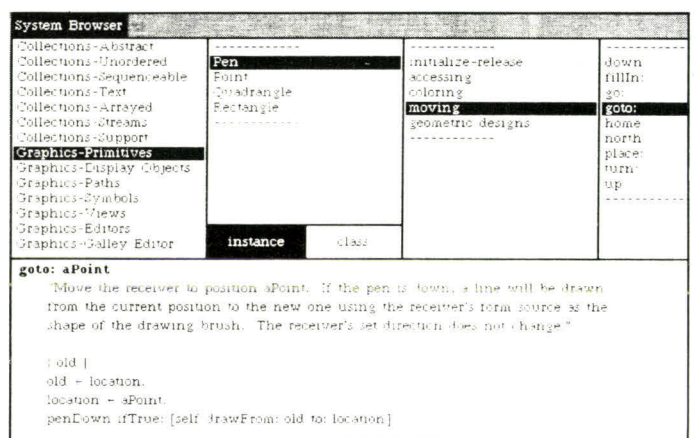 System Browser
Collections-Abstract
Collections-Unordered
Collections-Sequenceable
Collections-Text
Collections-Arrayed
Collections-Streams
Collections-Support
Graphics-Primitives
Graphics-Display Objects
Graphics-Paths
Graphics-Symbols
Graphics-Views
Graphics-Editors
Graphics-Galley Editor
------------
Pen
Point
Quadrangle
Rectangle
------------
instance
class
------------
initialize-release
accessing
coloring
moving
geometric designs
------------
------------
down
fillIn:
go:
goto:
home
north
place:
turn:
up
------------
goto: aPoint
"Move the receiver to position aPoint. If the pen is down, a line will be drawn
from the current position to the new one using the receiver's form source as the
shape of the drawing brush. The receiver's set direction does not change."
| old |
old ← location.
location ← aPoint.
penDown ifTrue: [self drawFrom: old to: location]